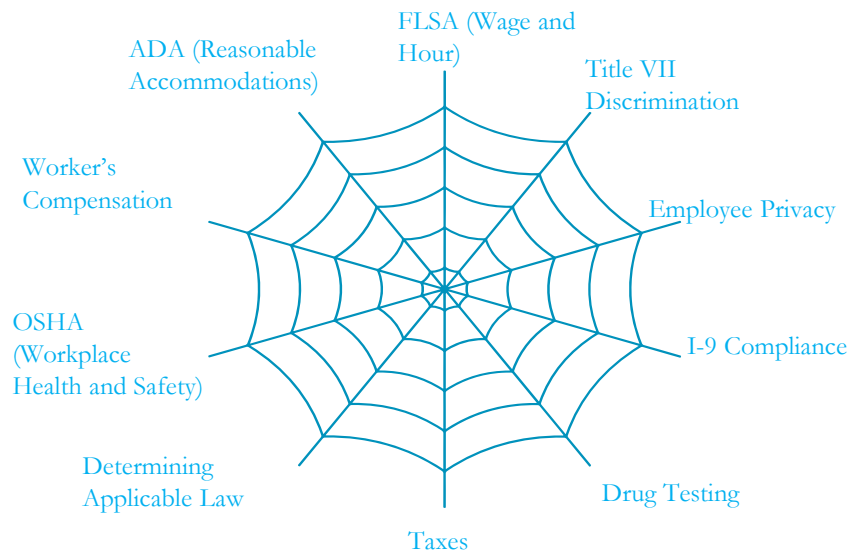 FLSA (Wage and
Hour)
ADA (Reasonable
Accommodations)
Title VII
Discrimination
Worker’s
Compensation
Employee Privacy
OSHA
(Workplace
Health and Safety)
I-9 Compliance
Determining
Applicable Law
Drug Testing
Taxes